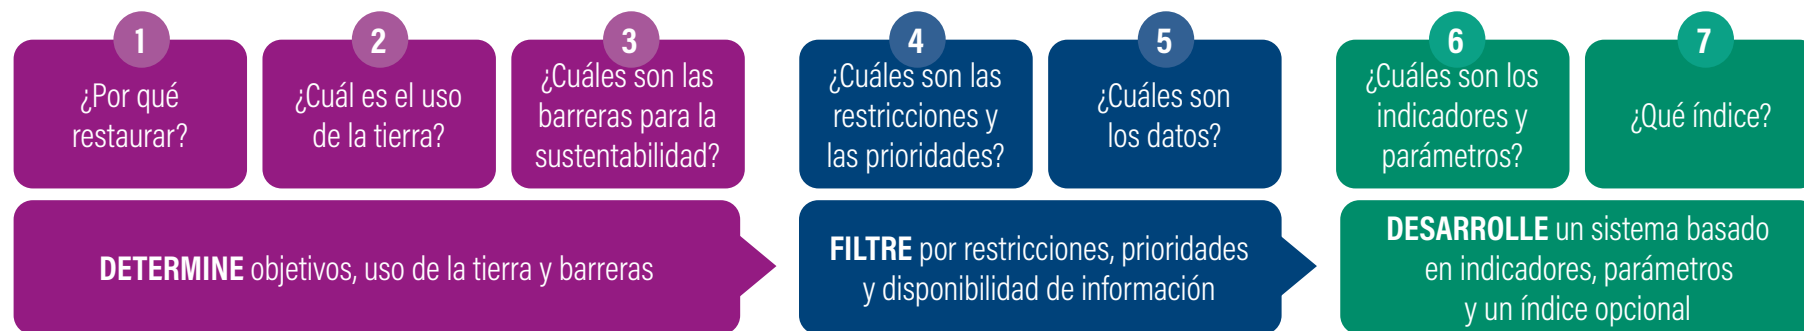 1
¿Por qué
restaurar?
2
¿Cuál es el uso
de la tierra?
3
¿Cuáles son las
barreras para la
sustentabilidad?
DETERMINE objetivos, uso de la tierra y barreras
4
¿Cuáles son las
restricciones y
las prioridades?
5
¿Cuáles son
los datos?
FILTRE por restricciones, prioridades
y disponibilidad de información
6
¿Cuáles son los
indicadores y
parámetros?
7
¿Qué índice?
DESARROLLE un sistema basado
en indicadores, parámetros
y un índice opcional